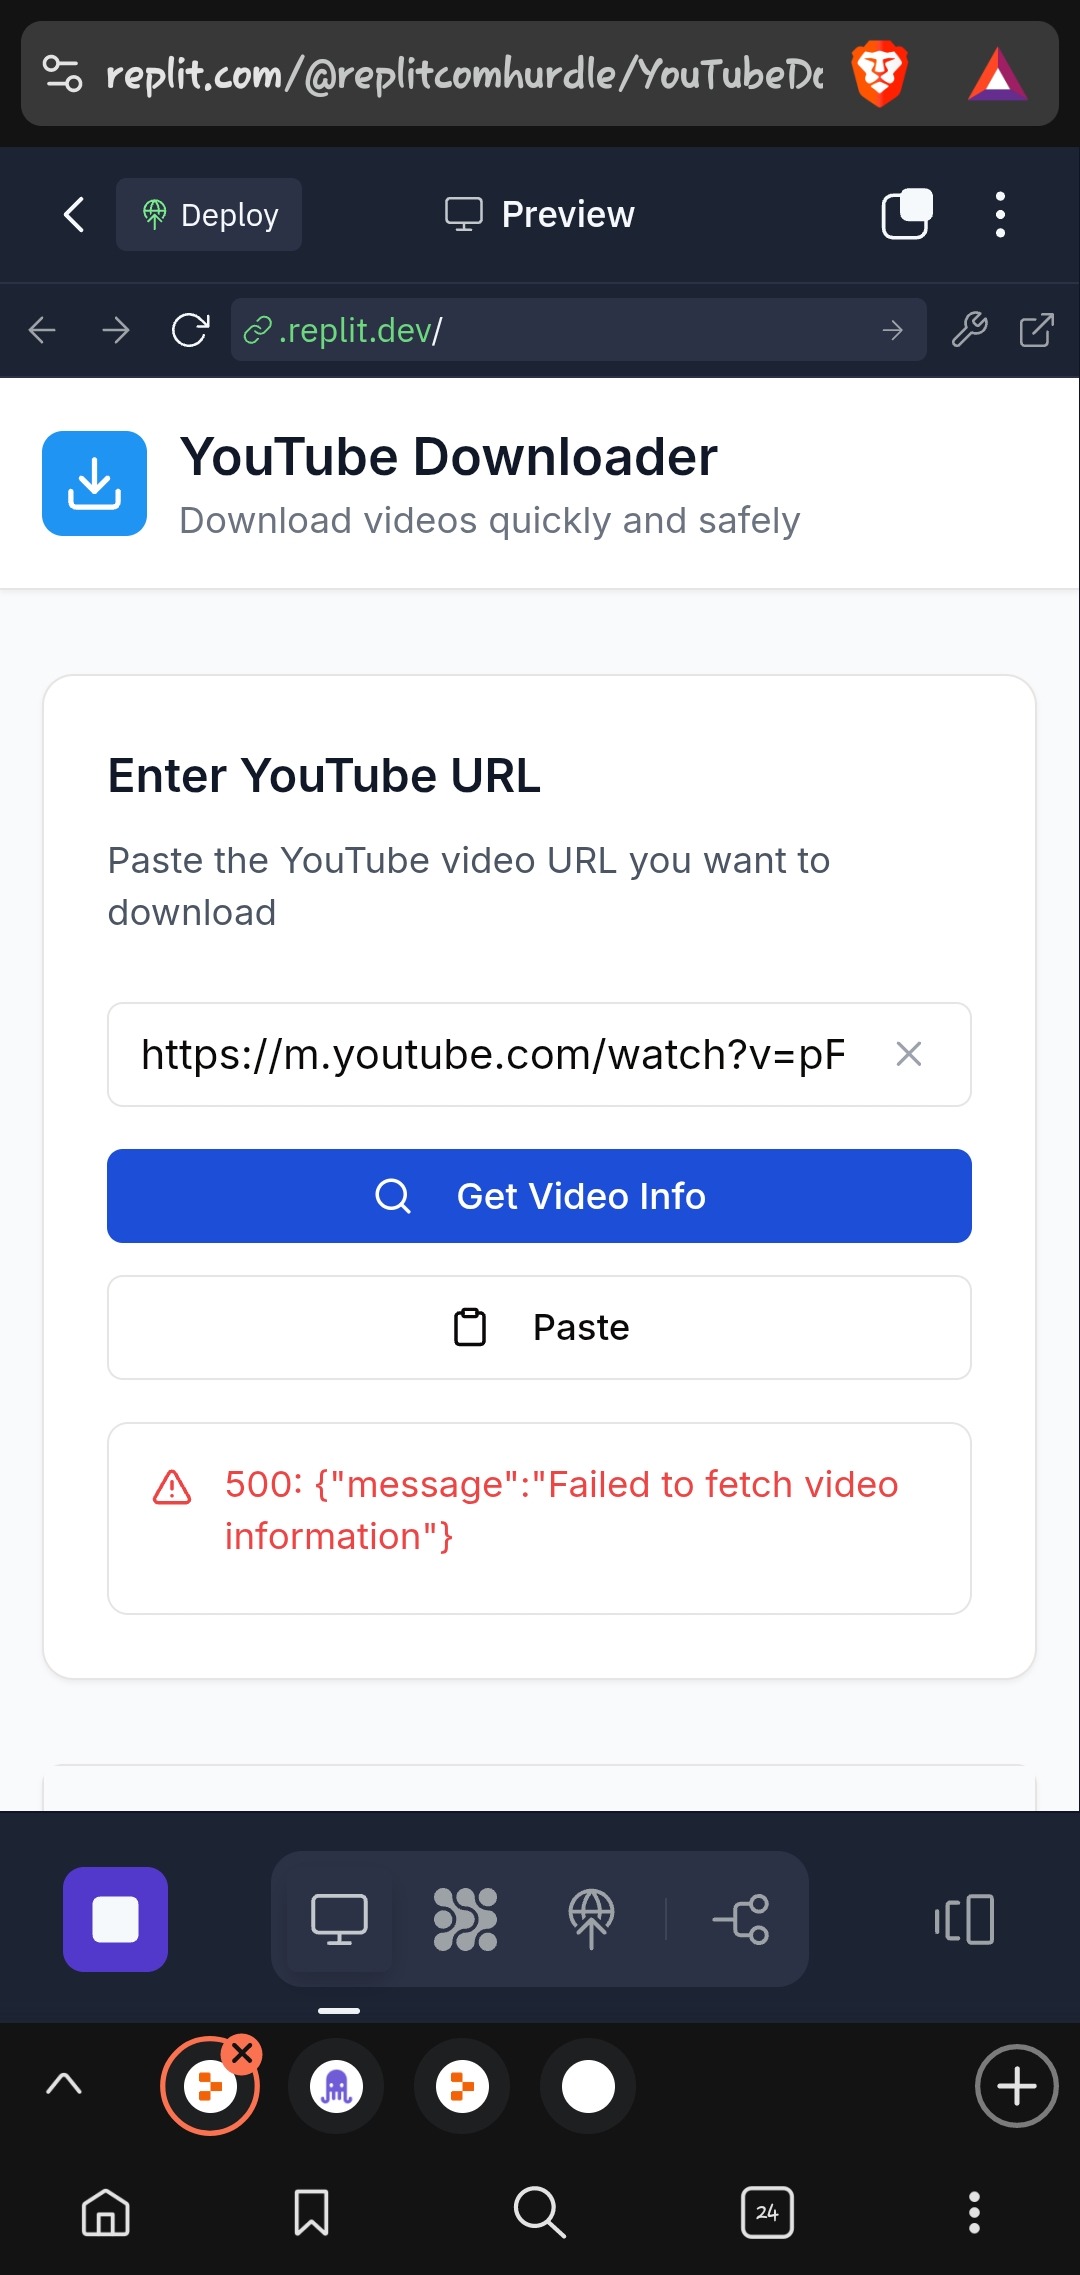 replit.com/@replitcomhurdle/YouTubeDo
Deploy
Preview
.replit.dev/
YouTube Downloader
Download videos quickly and safely
Enter YouTube URL
Paste the YouTube video URL you want to
download
https://m.youtube.com/watch?v=pF
Get Video Info
Paste
500: {"message":"Failed to fetch video
information"}
24